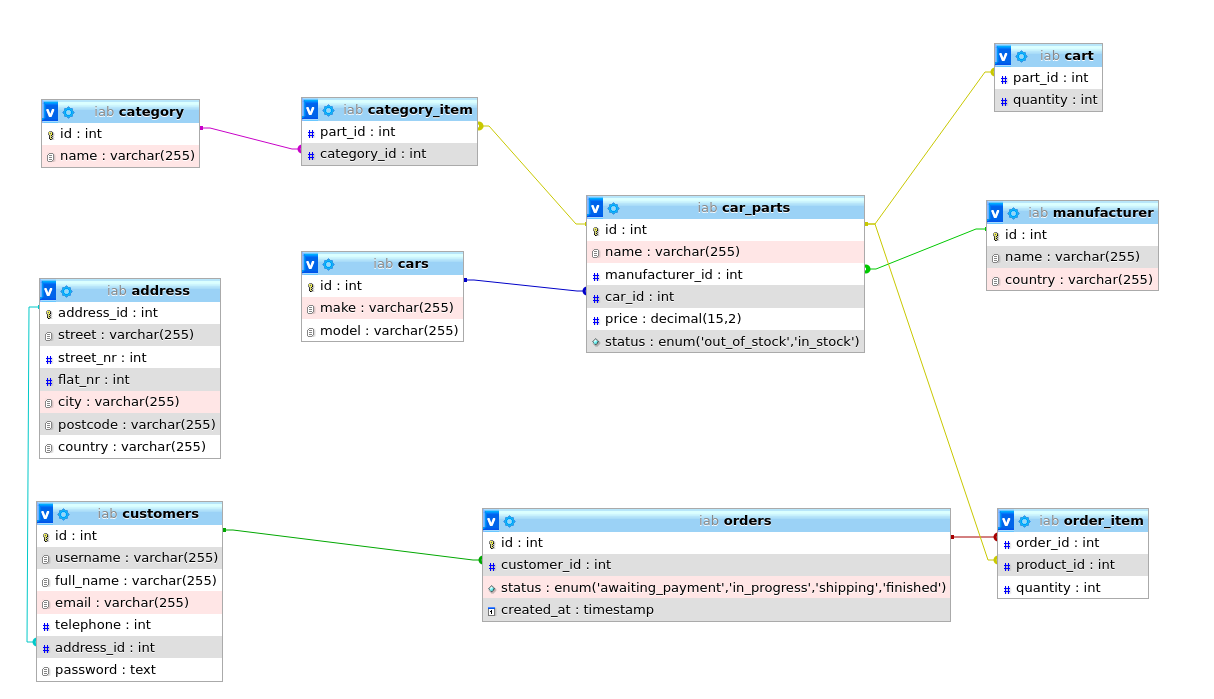 v iab category
id : int
name : varchar(255)
v iab category_item
# part_id : int
# category_id : int
v iab cart
# part_id : int
# quantity : int
v iab car_parts
id : int
name : varchar(255)
# manufacturer_id : int
# car_id : int
# price : decimal(15,2)
status : enum('out_of_stock','in_stock')
v iab manufacturer
id : int
name : varchar(255)
country : varchar(255)
v iab cars
id : int
make : varchar(255)
model : varchar(255)
v iab address
address_id : int
street : varchar(255)
# street_nr : int
# flat_nr : int
city : varchar(255)
postcode : varchar(255)
country : varchar(255)
v iab customers
id : int
username : varchar(255)
full_name : varchar(255)
email : varchar(255)
# telephone : int
# address_id : int
password : text
v iab orders
id : int
# customer_id : int
status : enum('awaiting_payment','in_progress','shipping','finished')
created_at : timestamp
v iab order_item
# order_id : int
# product_id : int
# quantity : int